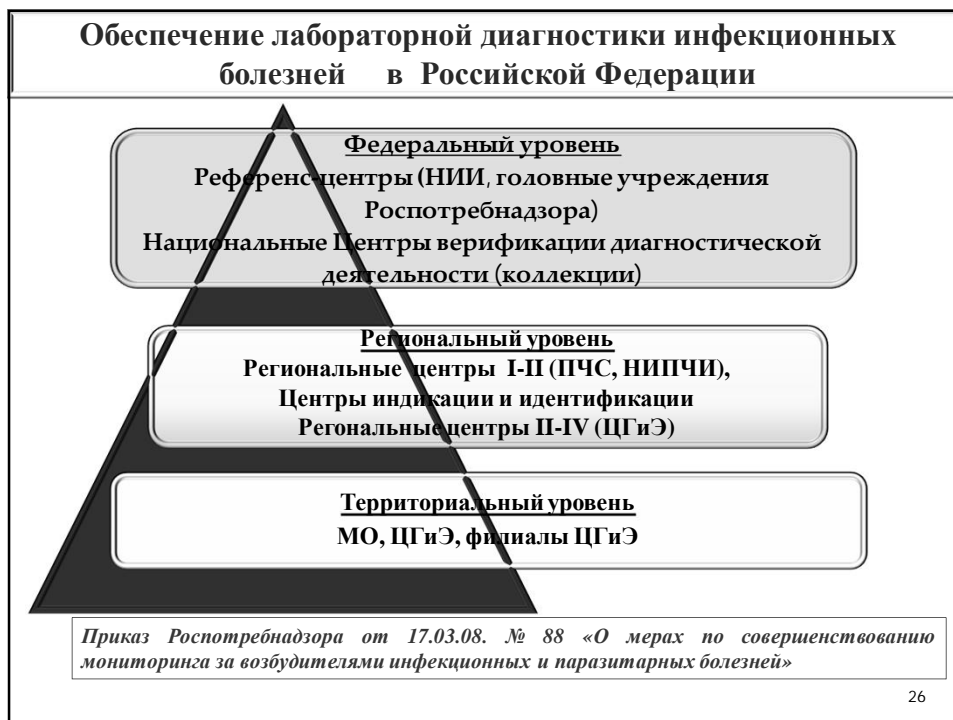 Обеспечение лабораторной диагностики инфекционных
болезней в Российской Федерации
Федеральный уровень
Референс-центры (НИИ, головные учреждения
Роспотребнадзора)
Национальные Центры верификации диагностической
деятельности (коллекции)
Региональный уровень
Региональные центры I-II (ПЧС, НИПЧИ),
Центры индикации и идентификации
Регональные центры II-IV (ЦГиЭ)
Территориальный уровень
МО, ЦГиЭ, филиалы ЦГиЭ
Приказ Роспотребнадзора от 17.03.08. № 88 «О мерах по совершенствованию
мониторинга за возбудителями инфекционных и паразитарных болезней»
26